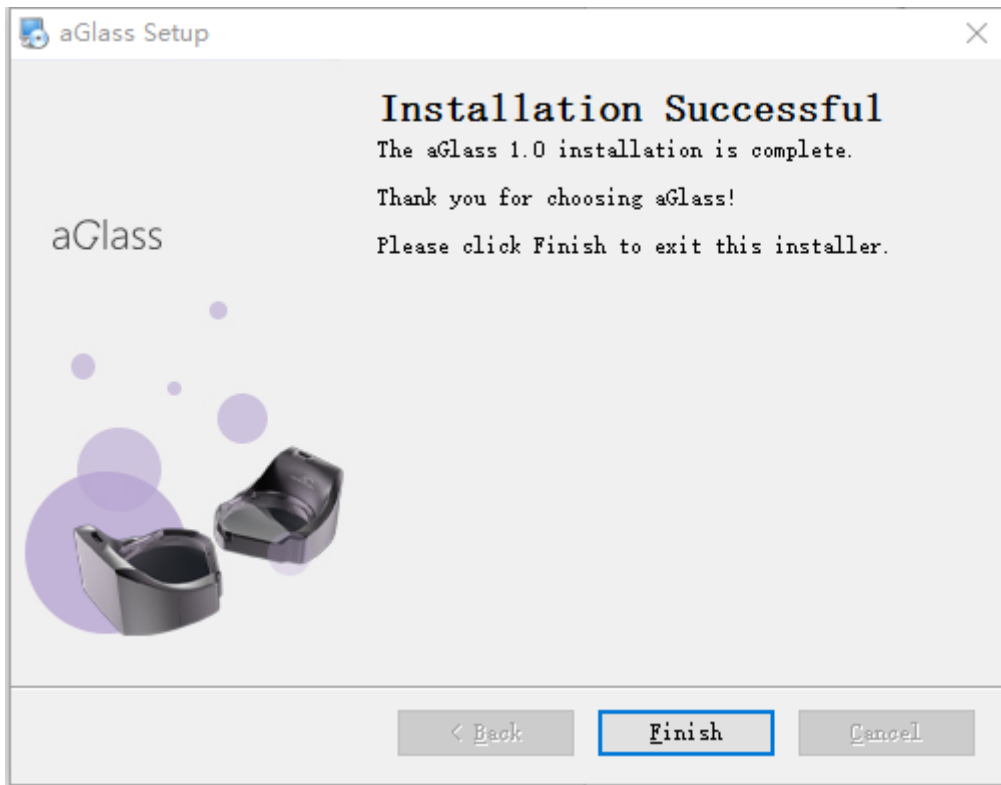 aGlass Setup
Installation Successful
The aGlass 1.0 installation is complete.
Thank you for choosing aGlass!
Please click Finish to exit this installer.
aGlass
< Back
Finish
Cancel